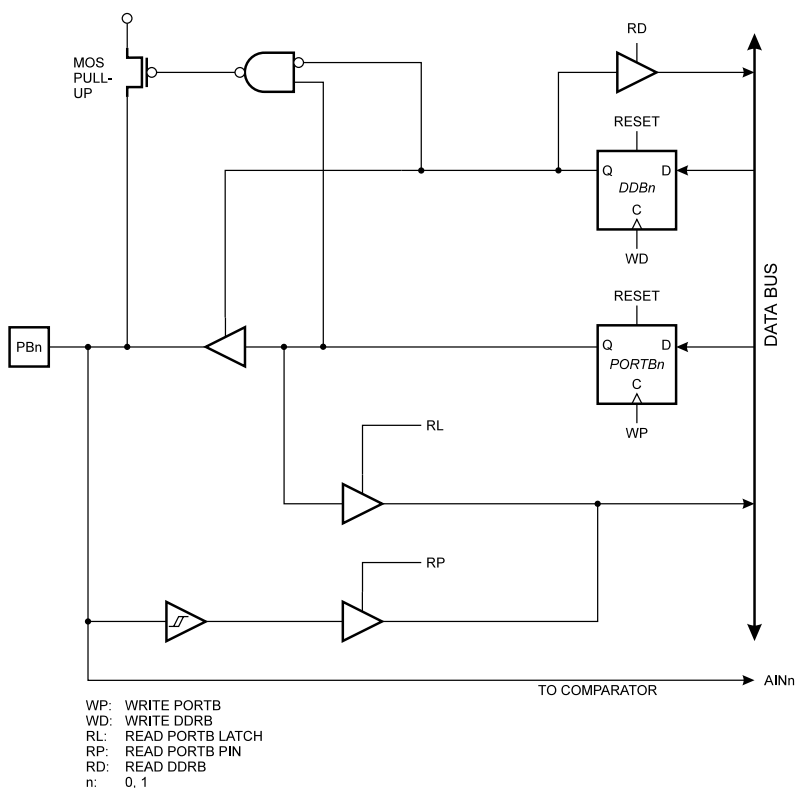 RD
MOS
PULL-
UP
RESET
Q
D
DDBn
C
WD
DATA BUS
RESET
PBn
Q
D
PORTBn
C
WP
RL
RP
TO COMPARATOR
AINn
WP: WRITE PORTB
WD: WRITE DDRB
RL: READ PORTB LATCH
RP: READ PORTB PIN
RD: READ DDRB
n: 0, 1